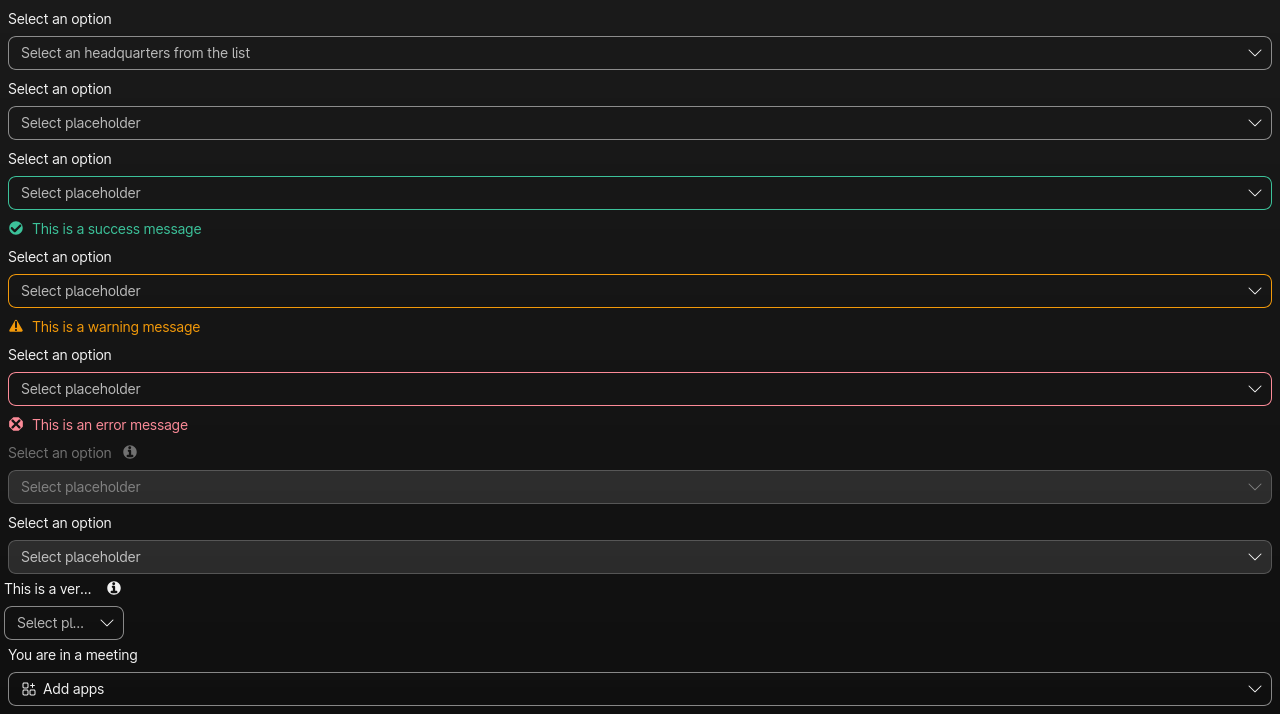 Select an option
Select an headquarters from the list
Select an option
Select placeholder
Select an option
Select placeholder
This is a success message
Select an option
Select placeholder
This is a warning message
Select an option
Select placeholder
This is an error message
Select an option
Select placeholder
Select an option
Select placeholder
This is a ver...
Select pl...
You are in a meeting
Add apps